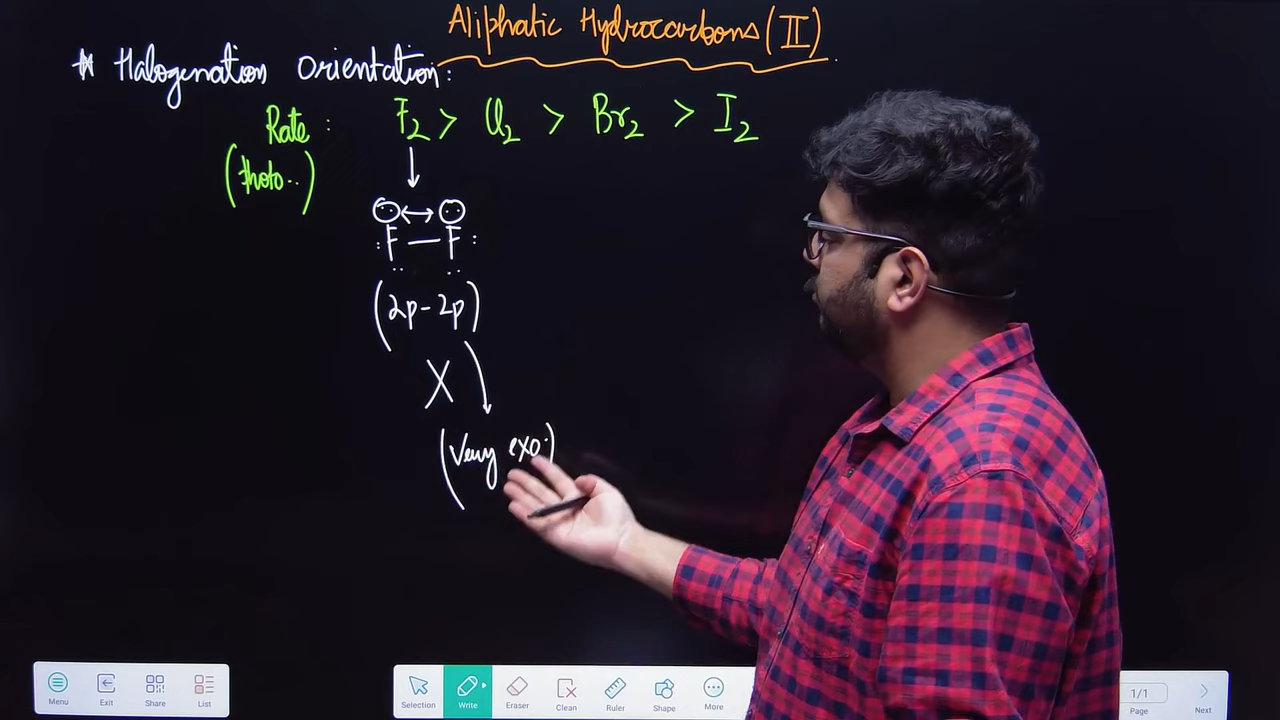 Aliphatic Hydrocarbons (II)
* Halogenation Orientation:
Rate : F₂ > Cl₂ > Br₂ > I₂
(Photo..)
:F — F:
(2p-2p)
X
(Very exo.)
Menu Exit Share List Selection Write Eraser Clean Ruler Shape More 1/1 Page Next